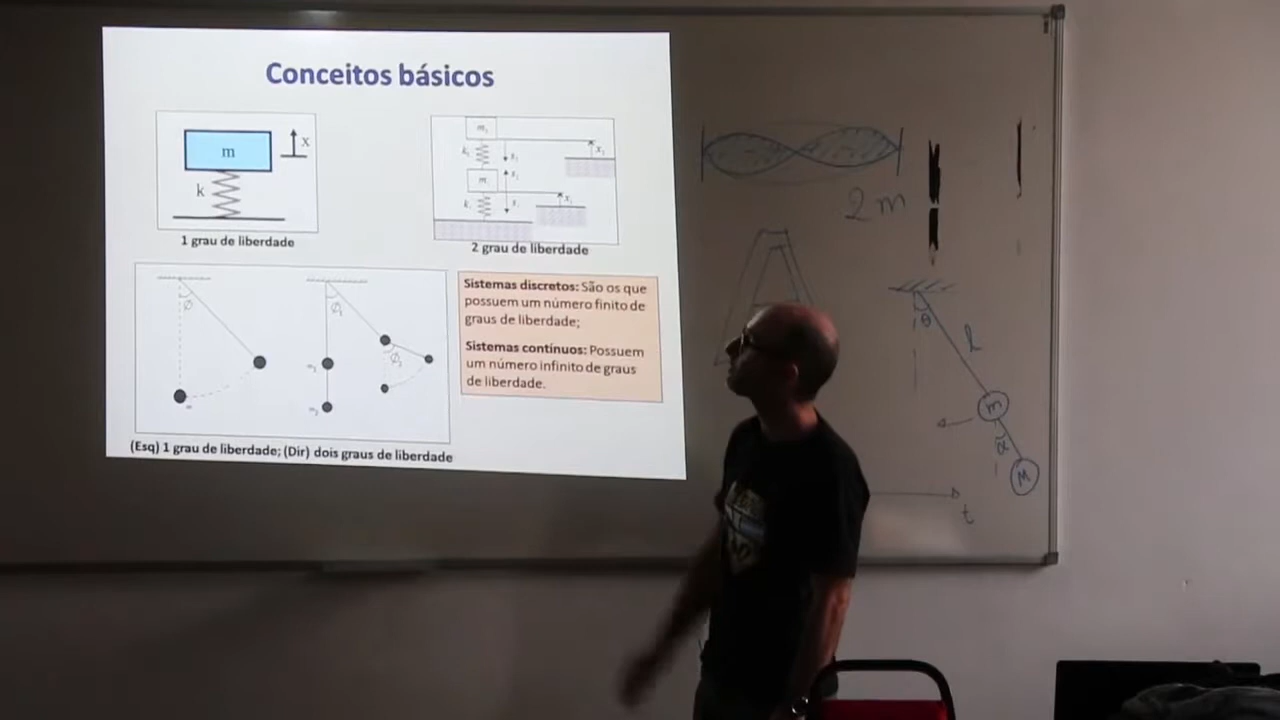 Conceitos básicos
m
x
k
1 grau de liberdade
2 grau de liberdade
Sistemas discretos: São os que
possuem um número finito de
graus de liberdade;
Sistemas contínuos: Possuem
um número infinito de graus
de liberdade.
(Esq) 1 grau de liberdade; (Dir) dois graus de liberdade
2 m
θ
l
m
α
M
t